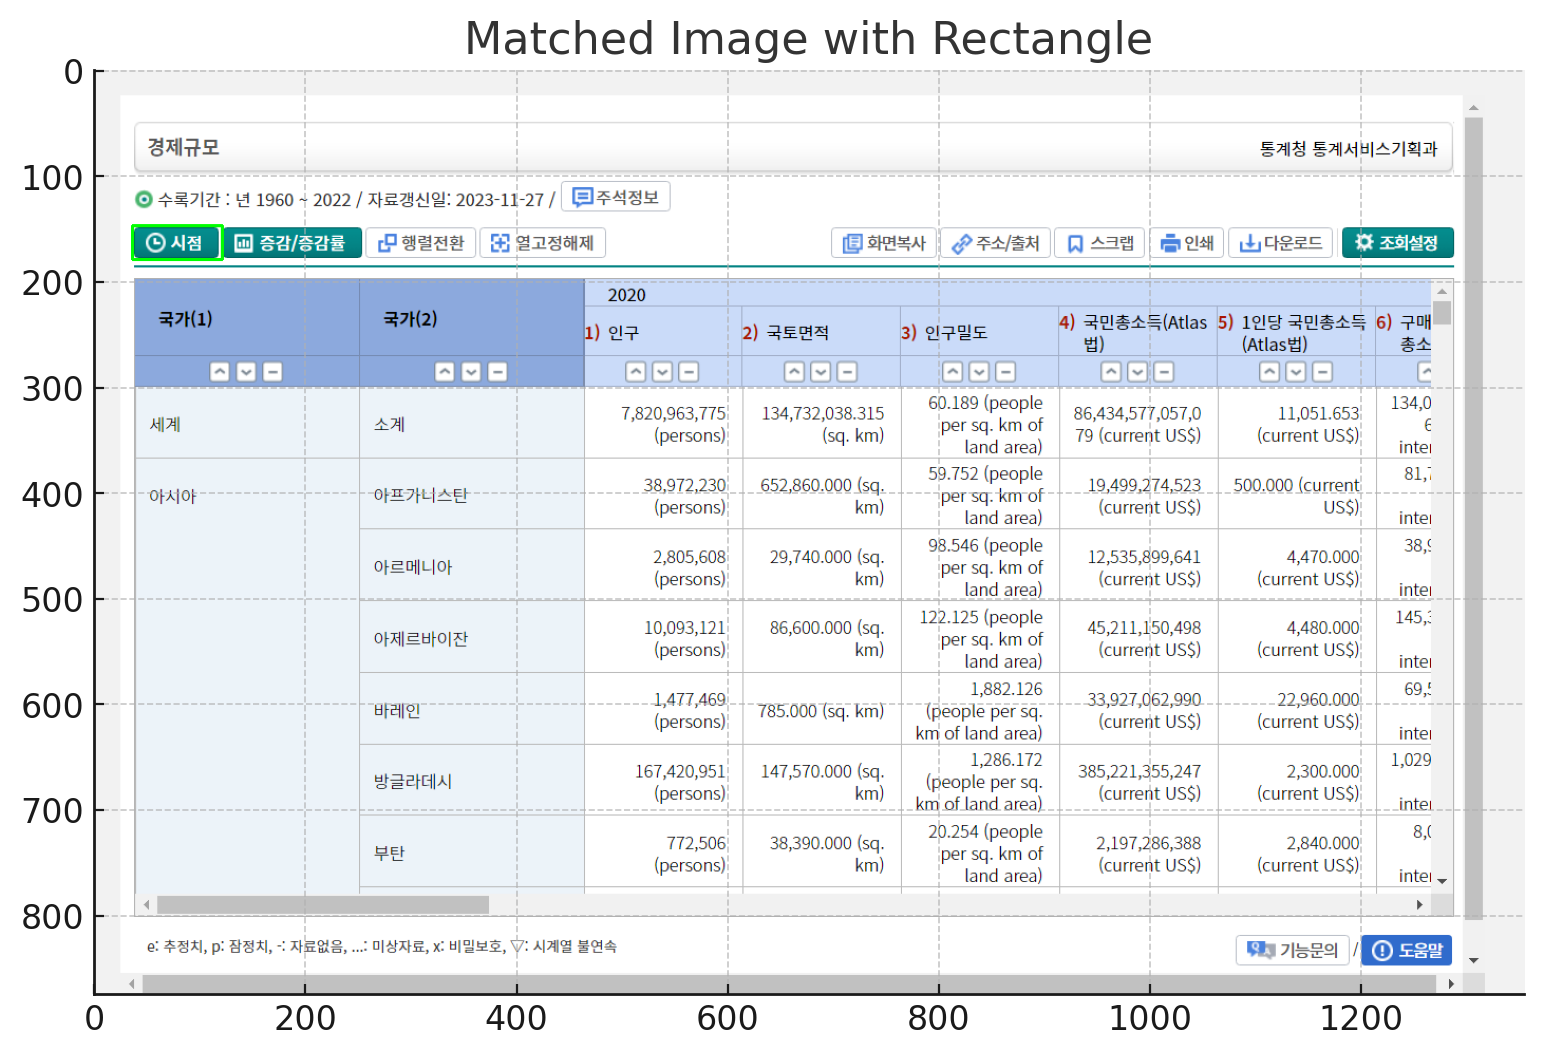 Matched Image with Rectangle
0
100
200
300
400
500
600
700
800
경제규모
통계청 통계서비스기획과
수록기간 : 년 1960 ~ 2022 / 자료갱신일: 2023-11-27 / 주석정보
시점 증감/증감률 행렬전환 열고정해제 화면복사 주소/출처 스크랩 인쇄 다운로드 조회설정
국가(1) 국가(2) 2020
1) 인구 2) 국토면적 3) 인구밀도 4) 국민총소득(Atlas법) 5) 1인당 국민총소득(Atlas법) 6) 구매 총소
세계 소계 7,820,963,775 (persons) 134,732,038.315 (sq. km) 60.189 (people per sq. km of land area) 86,434,577,057,079 (current US$) 11,051.653 (current US$) 134,0 inter
아시아 아프가니스탄 38,972,230 (persons) 652,860.000 (sq. km) 59.752 (people per sq. km of land area) 19,499,274,523 (current US$) 500.000 (current US$) 81, inter
아르메니아 2,805,608 (persons) 29,740.000 (sq. km) 98.546 (people per sq. km of land area) 12,535,899,641 (current US$) 4,470.000 (current US$) 38, inter
아제르바이잔 10,093,121 (persons) 86,600.000 (sq. km) 122.125 (people per sq. km of land area) 45,211,150,498 (current US$) 4,480.000 (current US$) 145, inter
바레인 1,477,469 (persons) 785.000 (sq. km) 1,882.126 (people per sq. km of land area) 33,927,062,990 (current US$) 22,960.000 (current US$) 69, inter
방글라데시 167,420,951 (persons) 147,570.000 (sq. km) 1,286.172 (people per sq. km of land area) 385,221,355,247 (current US$) 2,300.000 (current US$) 1,029 inter
부탄 772,506 (persons) 38,390.000 (sq. km) 20.254 (people per sq. km of land area) 2,197,286,388 (current US$) 2,840.000 (current US$) 8, inter
e: 추정치, p: 잠정치, -: 자료없음, ...: 미상자료, x: 비밀보호, ▽: 시계열 불연속
기능문의 / 도움말
0 200 400 600 800 1000 1200